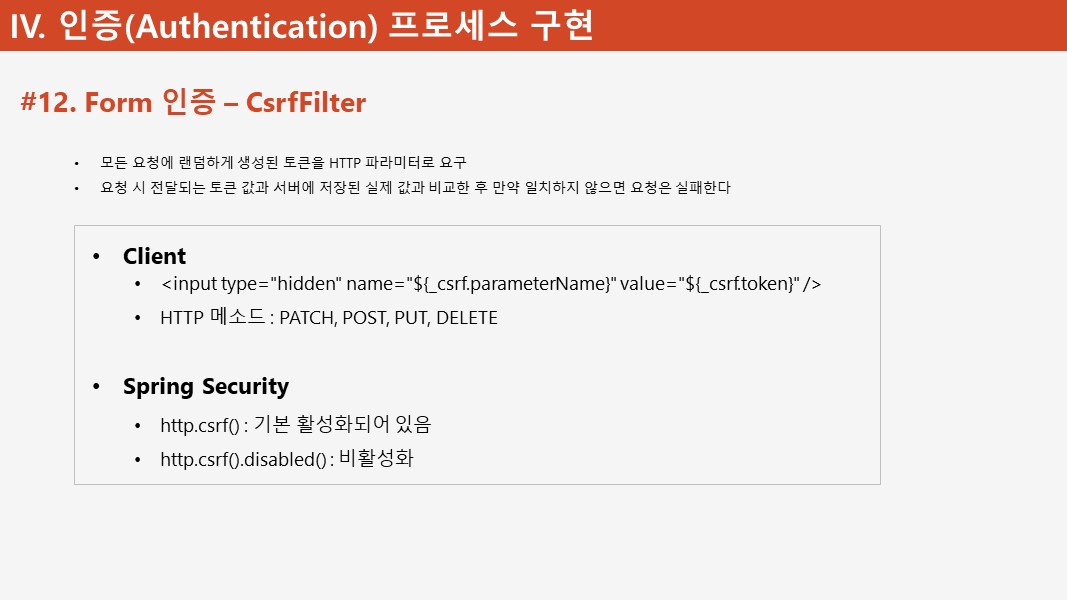 IV. 인증(Authentication) 프로세스 구현
#12. Form 인증 – CsrfFilter
• 모든 요청에 랜덤하게 생성된 토큰을 HTTP 파라미터로 요구
• 요청 시 전달되는 토큰 값과 서버에 저장된 실제 값과 비교한 후 만약 일치하지 않으면 요청은 실패한다
• Client
• <input type="hidden" name="${_csrf.parameterName}" value="${_csrf.token}" />
• HTTP 메소드 : PATCH, POST, PUT, DELETE
• Spring Security
• http.csrf() : 기본 활성화되어 있음
• http.csrf().disabled() : 비활성화